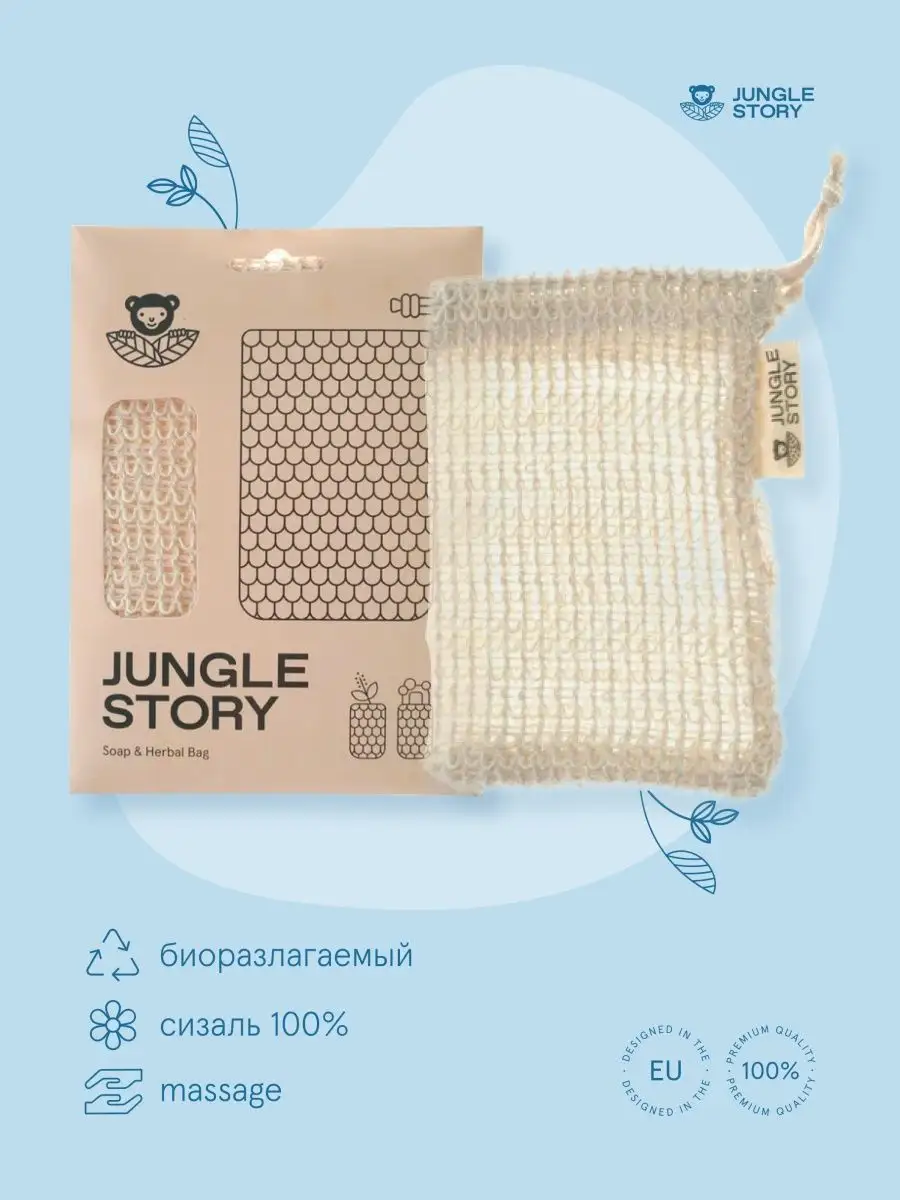 JUNGLE
STORY
JUNGLE
STORY
JUNGLE
STORY
Soap & Herbal Bag
биоразлагаемый
сизаль 100%
massage
· DESIGNED IN THE ·
EU
DESIGNED IN THE
· PREMIUM QUALITY ·
100%
PREMIUM QUALITY